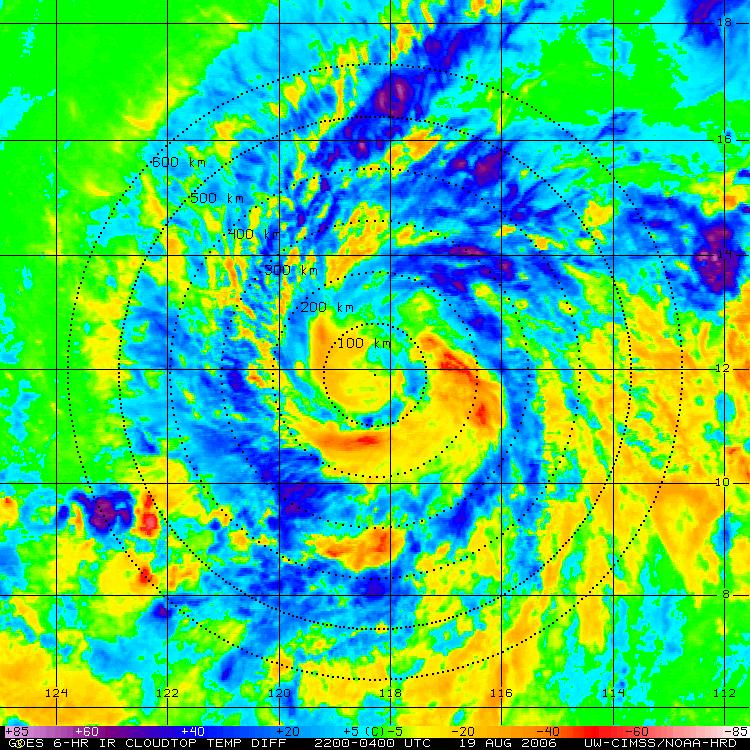 18
16
600 km
500 km
400 km
300 km
14
200 km
100 km
12
10
8
124 122 120 118 116 114 112
+85 +60 +40 +20 +5 (C) -5 -20 -40 -60 -85
GOES 6-HR IR CLOUDTOP TEMP DIFF 2200-0400 UTC 19 AUG 2006 UW-CIMSS/NOAA-HRD